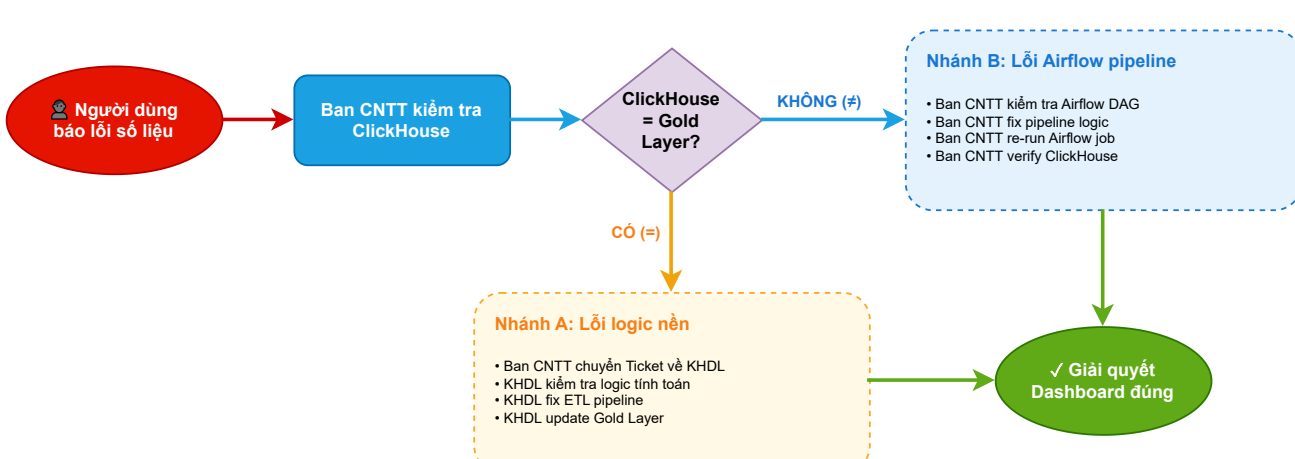 Người dùng
báo lỗi số liệu
Ban CNTT kiểm tra
ClickHouse
ClickHouse
= Gold
Layer?
KHÔNG (≠)
Nhánh B: Lỗi Airflow pipeline
• Ban CNTT kiểm tra Airflow DAG
• Ban CNTT fix pipeline logic
• Ban CNTT re-run Airflow job
• Ban CNTT verify ClickHouse
CÓ (=)
Nhánh A: Lỗi logic nền
• Ban CNTT chuyển Ticket về KHDL
• KHDL kiểm tra logic tính toán
• KHDL fix ETL pipeline
• KHDL update Gold Layer
✓ Giải quyết
Dashboard đúng